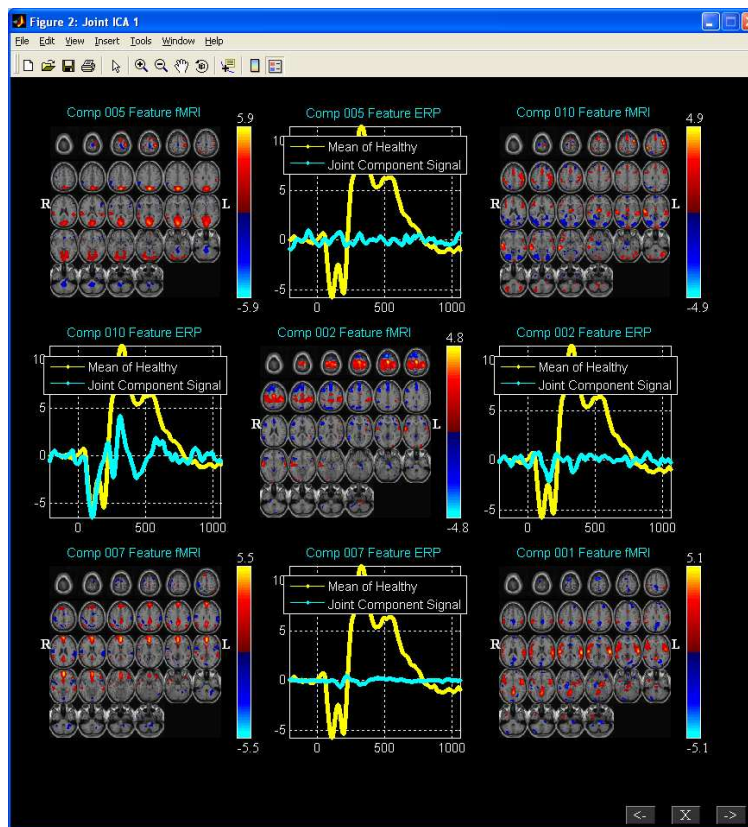 Figure 2: Joint ICA 1
File Edit View Insert Tools Window Help
Comp 005 Feature fMRI
5.9
R
L
-5.9
Comp 005 Feature ERP
Mean of Healthy
Joint Component Signal
10
5
0
-5
0 500 1000
Comp 010 Feature fMRI
4.9
R
L
-4.9
Comp 010 Feature ERP
Mean of Healthy
Joint Component Signal
10
5
0
-5
0 500 1000
Comp 002 Feature fMRI
4.8
R
L
-4.8
Comp 002 Feature ERP
Mean of Healthy
Joint Component Signal
10
5
0
-5
0 500 1000
Comp 007 Feature fMRI
5.5
R
L
-5.5
Comp 007 Feature ERP
Mean of Healthy
Joint Component Signal
10
5
0
-5
0 500 1000
Comp 001 Feature fMRI
5.1
R
L
-5.1
<- X ->